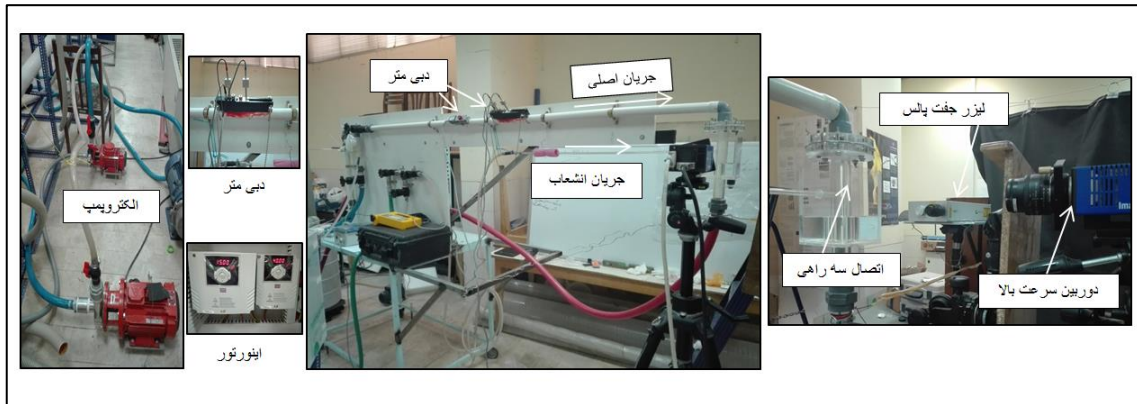 الکتروپمپ
دبی متر
اینورتور
دبی متر
جریان اصلی
جریان انشعاب
لیزر جفت پالس
اتصال سه راهی
دوربین سرعت بالا
Ima